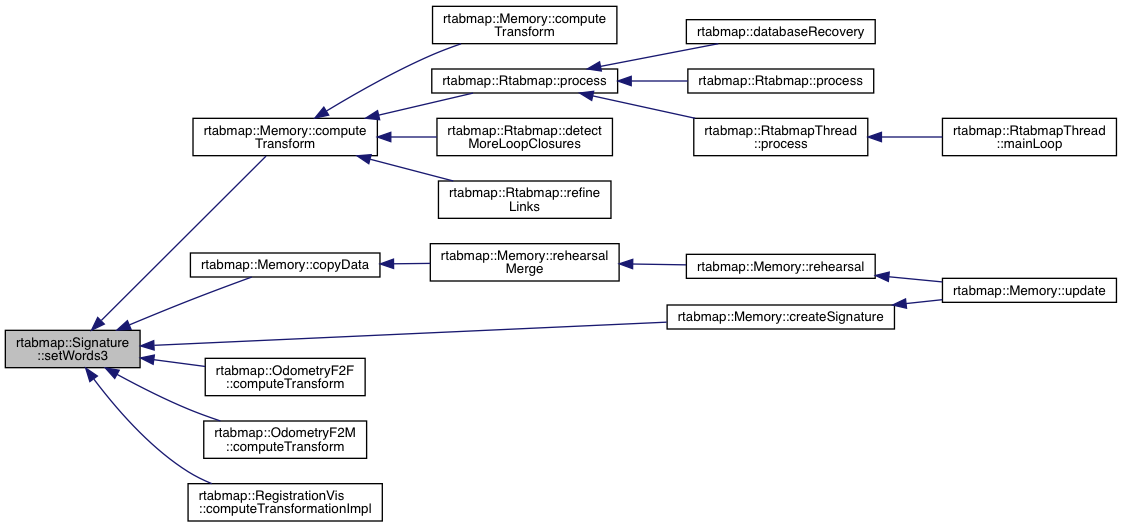 rtabmap::Memory::compute
Transform
rtabmap::databaseRecovery
rtabmap::Rtabmap::process
rtabmap::Rtabmap::process
rtabmap::Memory::compute
Transform
rtabmap::Rtabmap::detect
MoreLoopClosures
rtabmap::RtabmapThread
::process
rtabmap::RtabmapThread
::mainLoop
rtabmap::Rtabmap::refine
Links
rtabmap::Memory::copyData
rtabmap::Memory::rehearsal
Merge
rtabmap::Memory::rehearsal
rtabmap::Memory::update
rtabmap::Memory::createSignature
rtabmap::Signature
::setWords3
rtabmap::OdometryF2F
::computeTransform
rtabmap::OdometryF2M
::computeTransform
rtabmap::RegistrationVis
::computeTransformationImpl